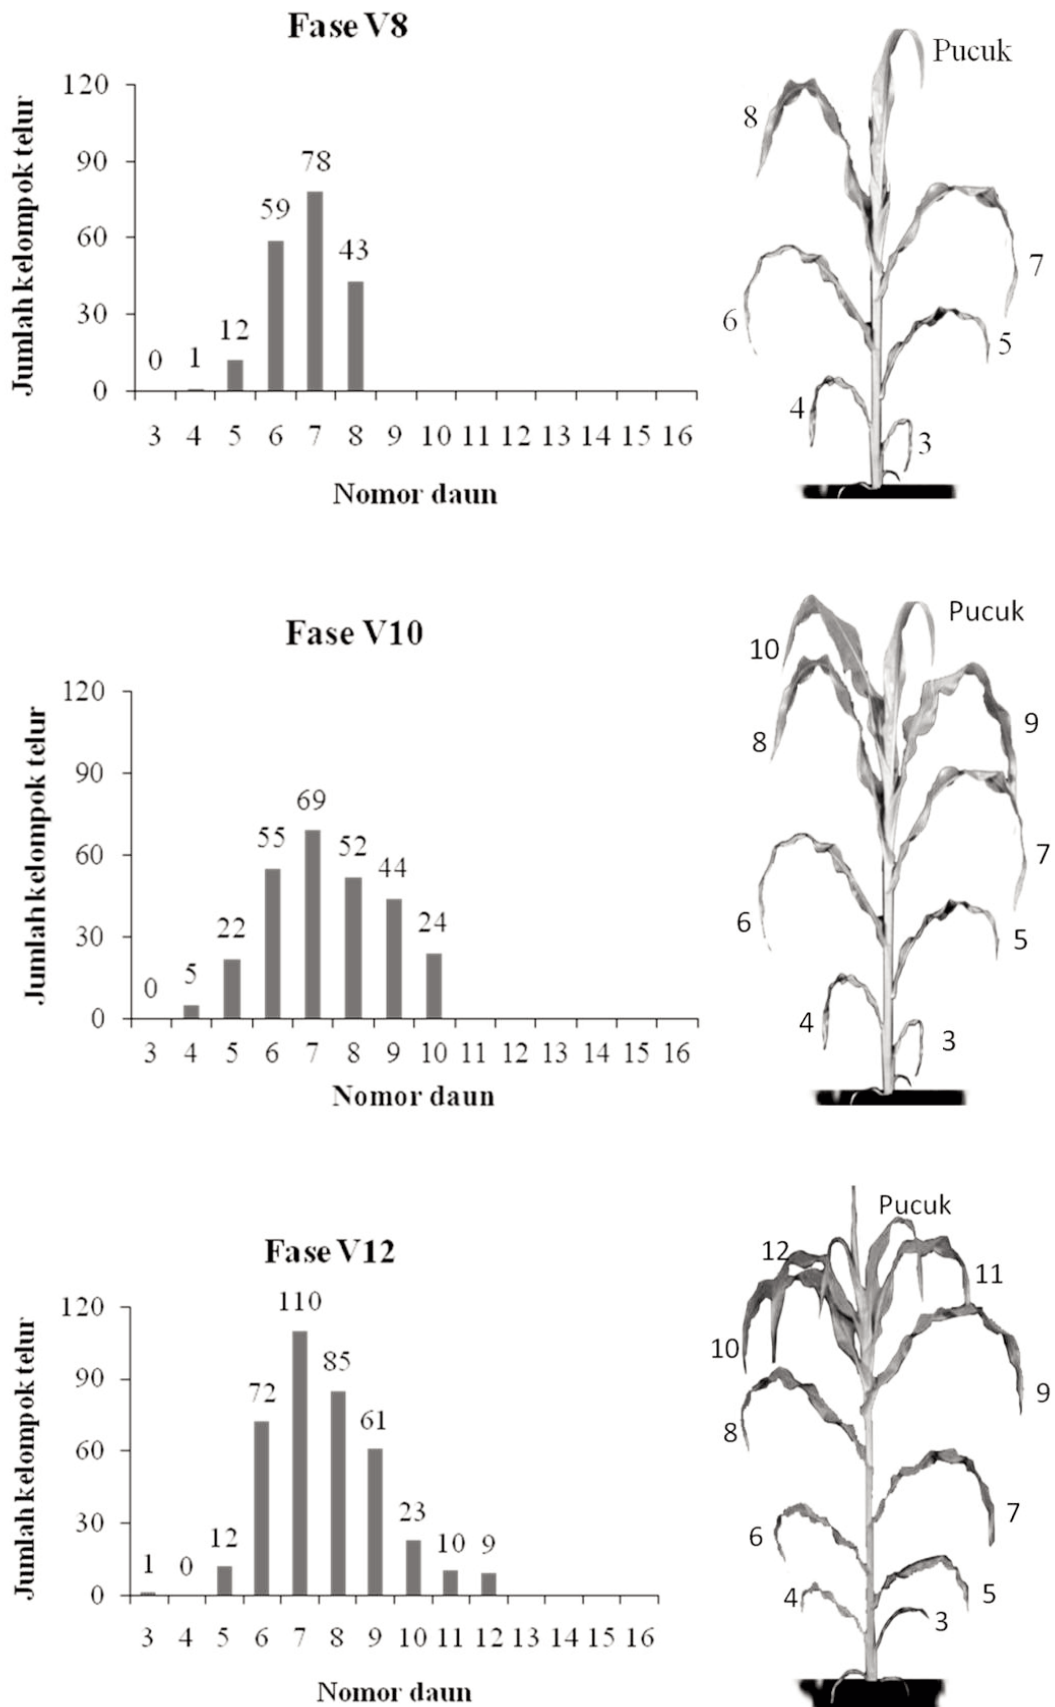 Fase V8
Jumlah kelompok telur
120
90
60
30
0
0 1 12 59 78 43
3 4 5 6 7 8 9 10 11 12 13 14 15 16
Nomor daun
Pucuk
8
7
6
5
4
3
Fase V10
Jumlah kelompok telur
120
90
60
30
0
0 5 22 55 69 52 44 24
3 4 5 6 7 8 9 10 11 12 13 14 15 16
Nomor daun
Pucuk
10
9
8
7
6
5
4
3
Fase V12
Jumlah kelompok telur
120
90
60
30
0
1 0 12 72 110 85 61 23 10 9
3 4 5 6 7 8 9 10 11 12 13 14 15 16
Nomor daun
Pucuk
12
11
10
9
8
7
6
5
4
3